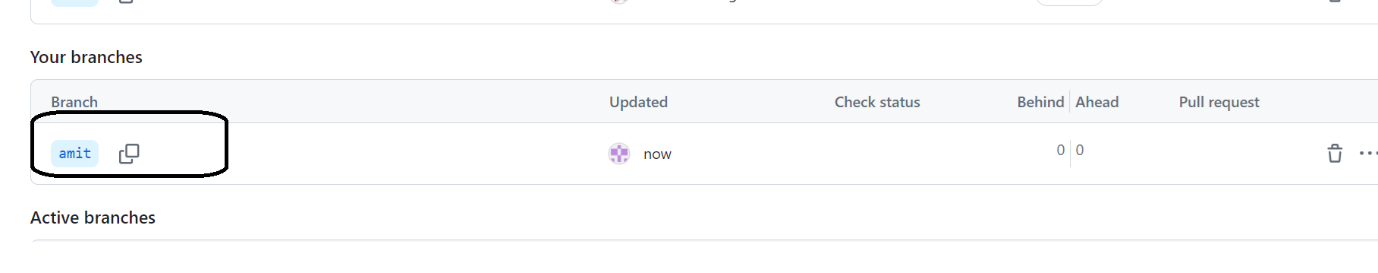 Your branches
Branch Updated Check status Behind Ahead Pull request
amit now 0 0
Active branches